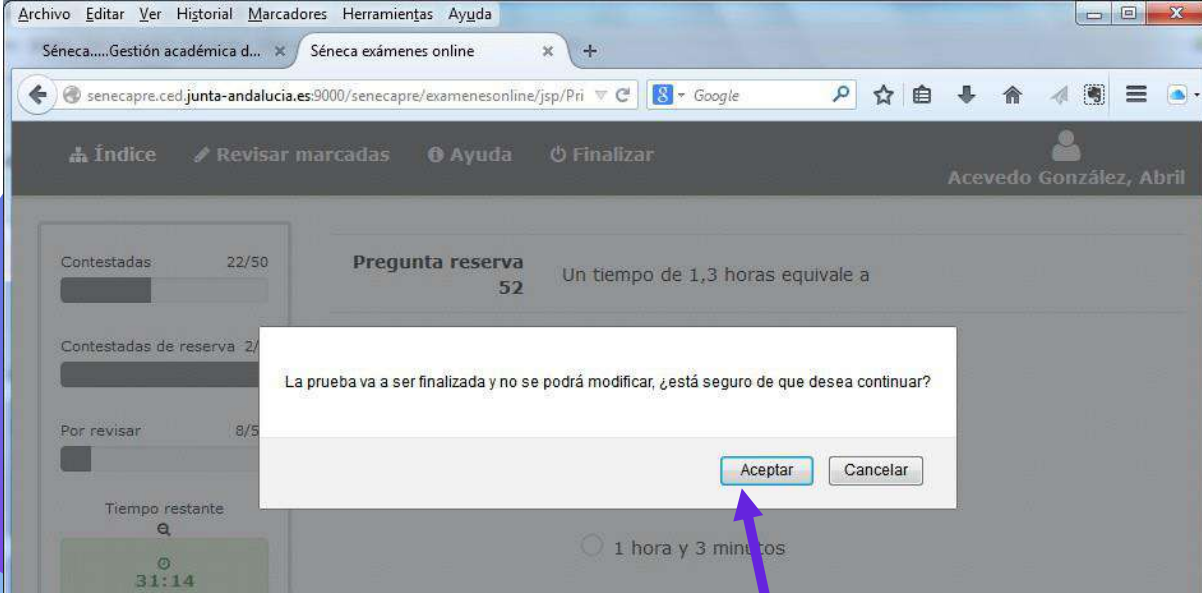 Archivo Editar Ver Historial Marcadores Herramientas Ayuda
Séneca.....Gestión académica d... × Séneca exámenes online × +
senecapre.ced.junta-andalucia.es:9000/senecapre/examenesonline/jsp/Pri Google
Índice Revisar marcadas Ayuda Finalizar
Acevedo González, Abril
Contestadas 22/50
Pregunta reserva 52
Un tiempo de 1,3 horas equivale a
Contestadas de reserva 2/
La prueba va a ser finalizada y no se podrá modificar, ¿está seguro de que desea continuar?
Por revisar 8/5
Aceptar Cancelar
Tiempo restante
31:14
1 hora y 3 minutos